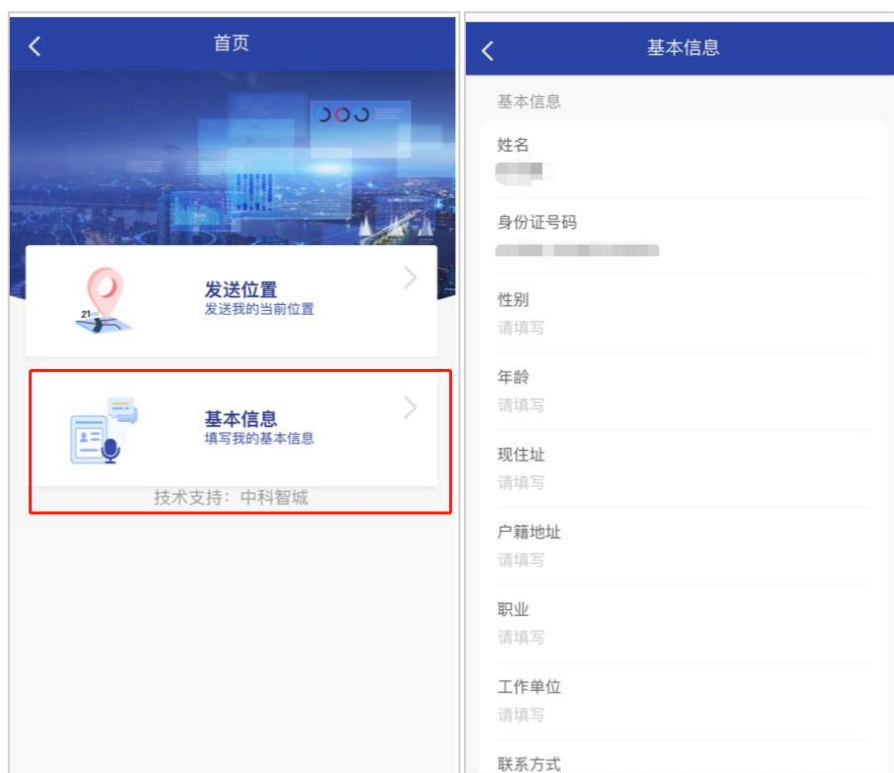 首页
发送位置
发送我的当前位置
21
基本信息
填写我的基本信息
技术支持：中科智城
基本信息
基本信息
姓名
身份证号码
性别
请填写
年龄
请填写
现住址
请填写
户籍地址
请填写
职业
请填写
工作单位
请填写
联系方式